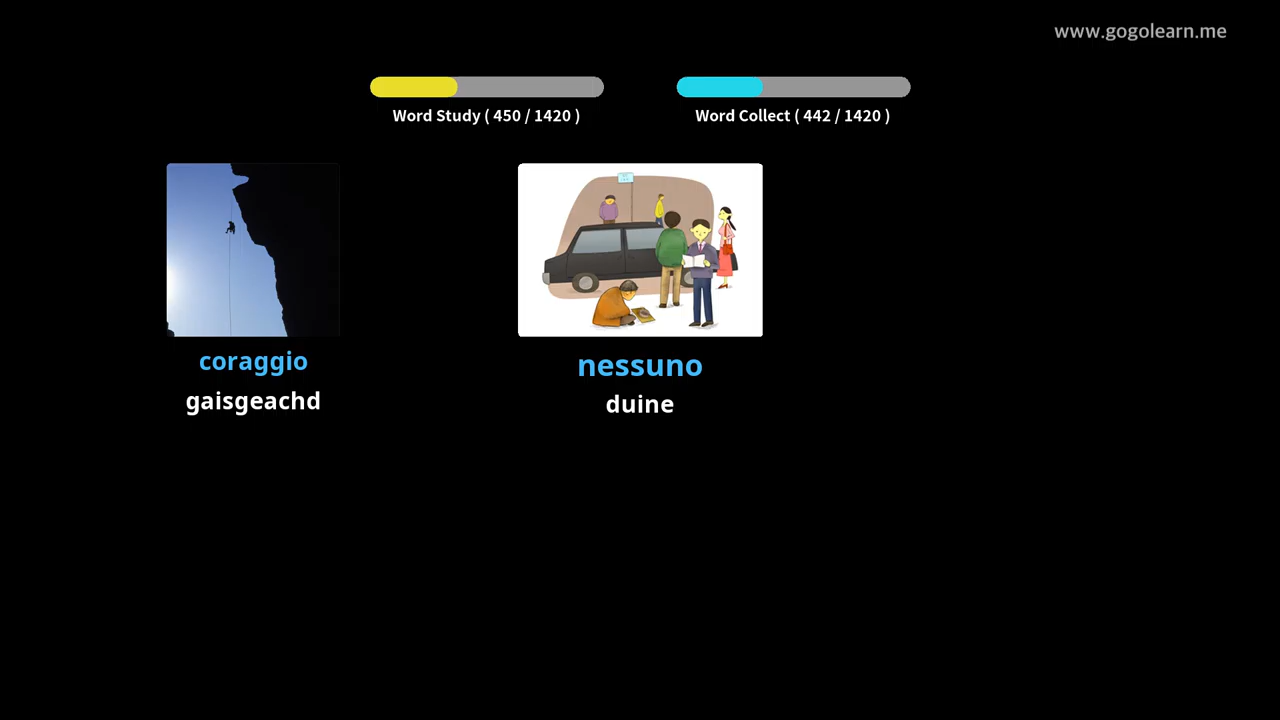 www.gogolearn.me
Word Study ( 450 / 1420 )
Word Collect ( 442 / 1420 )
coraggio
gaisgeachd
nessuno
duine